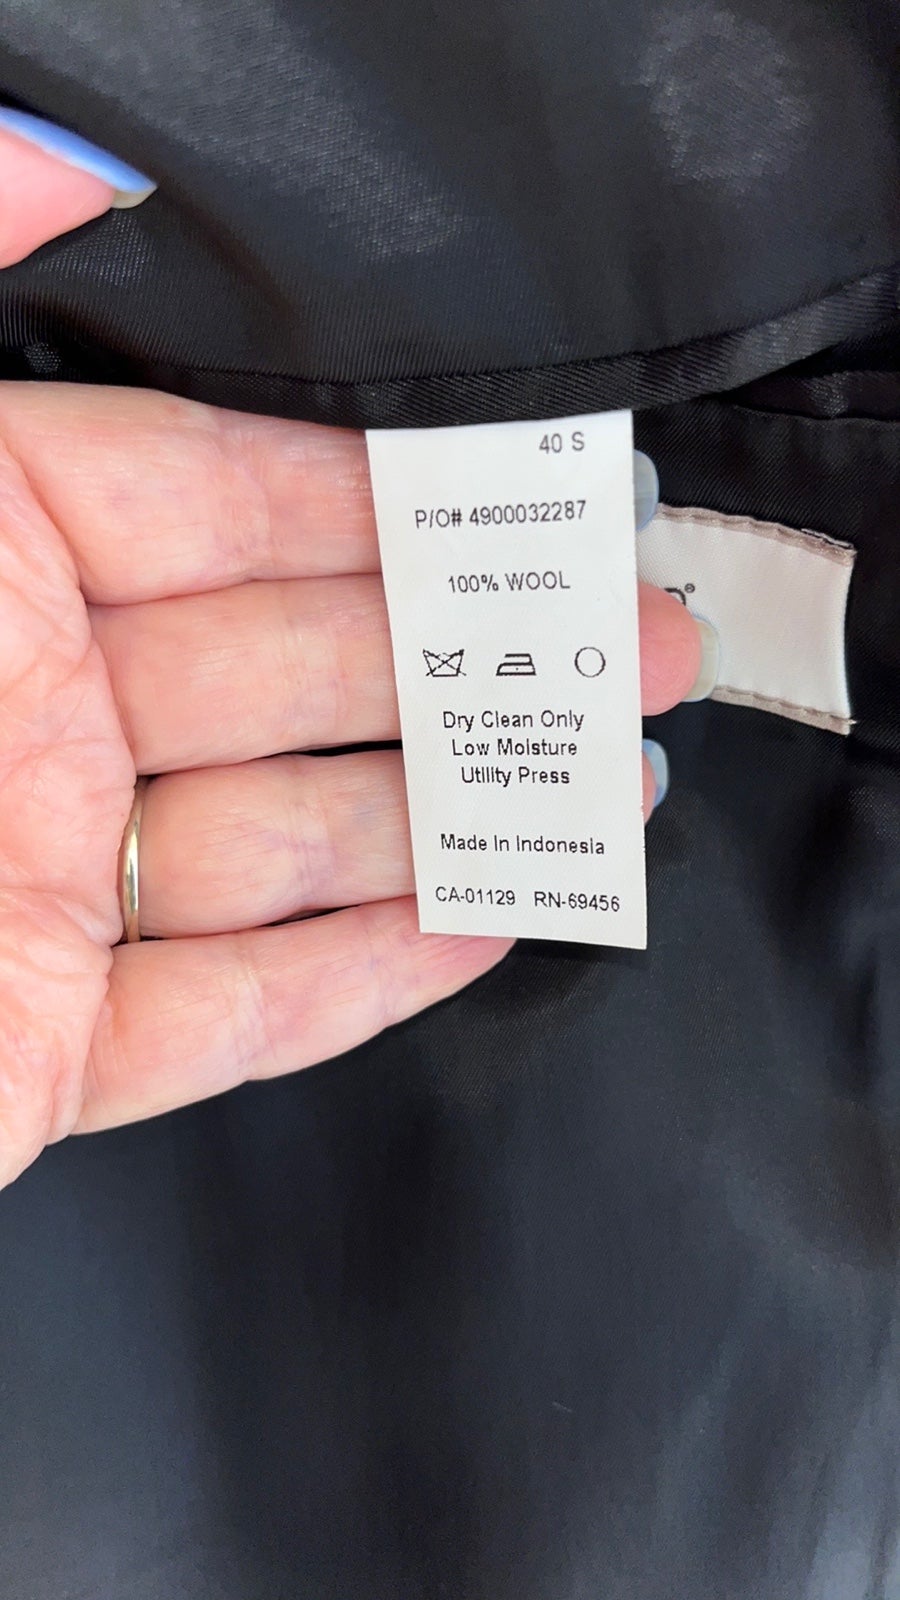 40 S
P/O# 4900032287
100% WOOL
Dry Clean Only
Low Moisture
Utility Press
Made In Indonesia
CA-01129 RN-69456